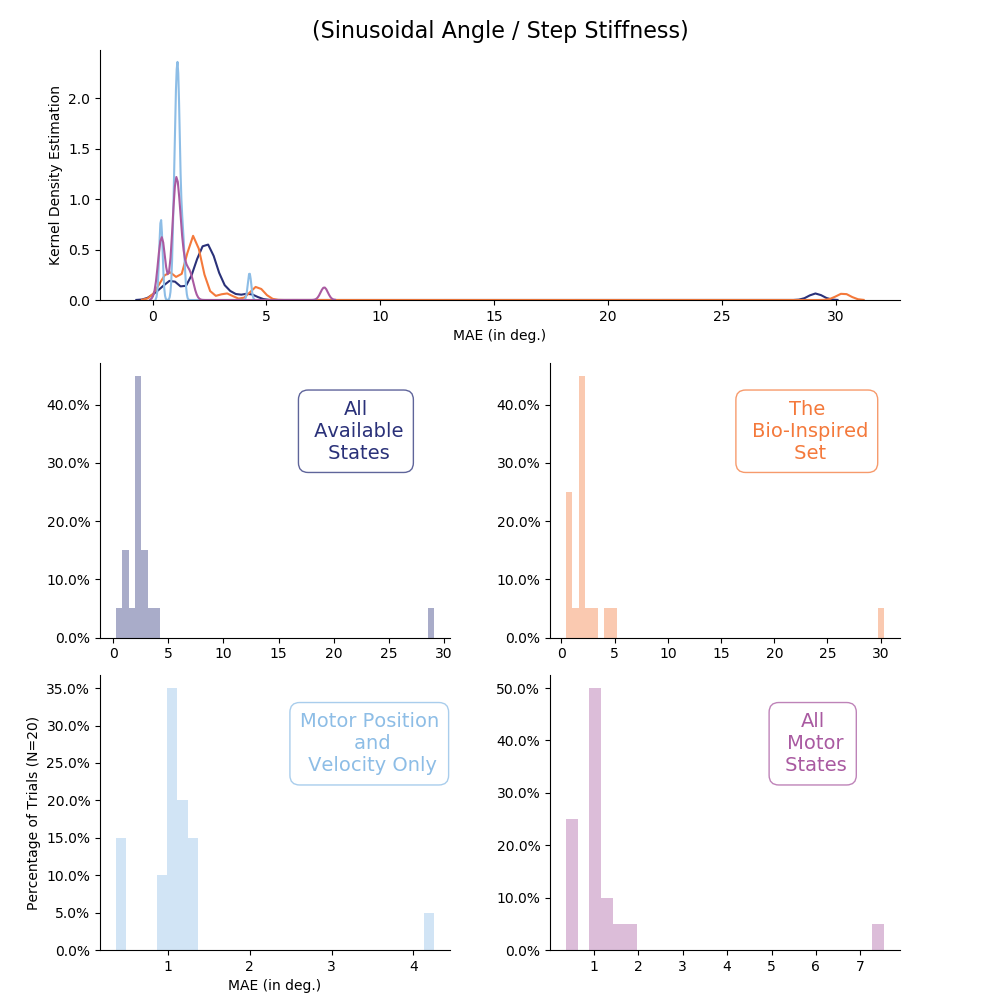 (Sinusoidal Angle / Step Stiffness)
Kernel Density Estimation
2.0
1.5
1.0
0.5
0.0
0 5 10 15 20 25 30
MAE (in deg.)
40.0%
30.0%
20.0%
10.0%
0.0%
0 5 10 15 20 25 30
All
Available
States
40.0%
30.0%
20.0%
10.0%
0.0%
0 5 10 15 20 25 30
The
Bio-Inspired
Set
Percentage of Trials (N=20)
35.0%
30.0%
25.0%
20.0%
15.0%
10.0%
5.0%
0.0%
1 2 3 4
MAE (in deg.)
Motor Position
and
Velocity Only
50.0%
40.0%
30.0%
20.0%
10.0%
0.0%
1 2 3 4 5 6 7
All
Motor
States